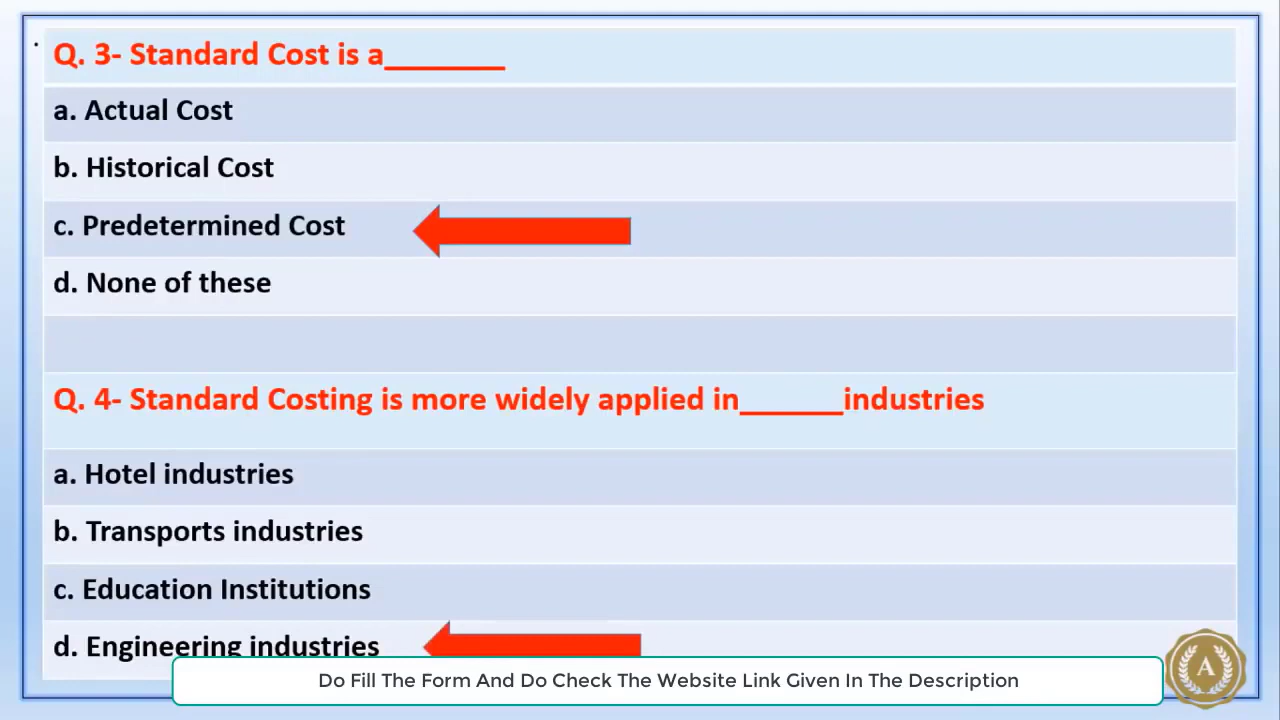 Q. 3- Standard Cost is a________
a. Actual Cost
b. Historical Cost
c. Predetermined Cost
d. None of these
Q. 4- Standard Costing is more widely applied in______industries
a. Hotel industries
b. Transports industries
c. Education Institutions
d. Engineering industries
Do Fill The Form And Do Check The Website Link Given In The Description
A